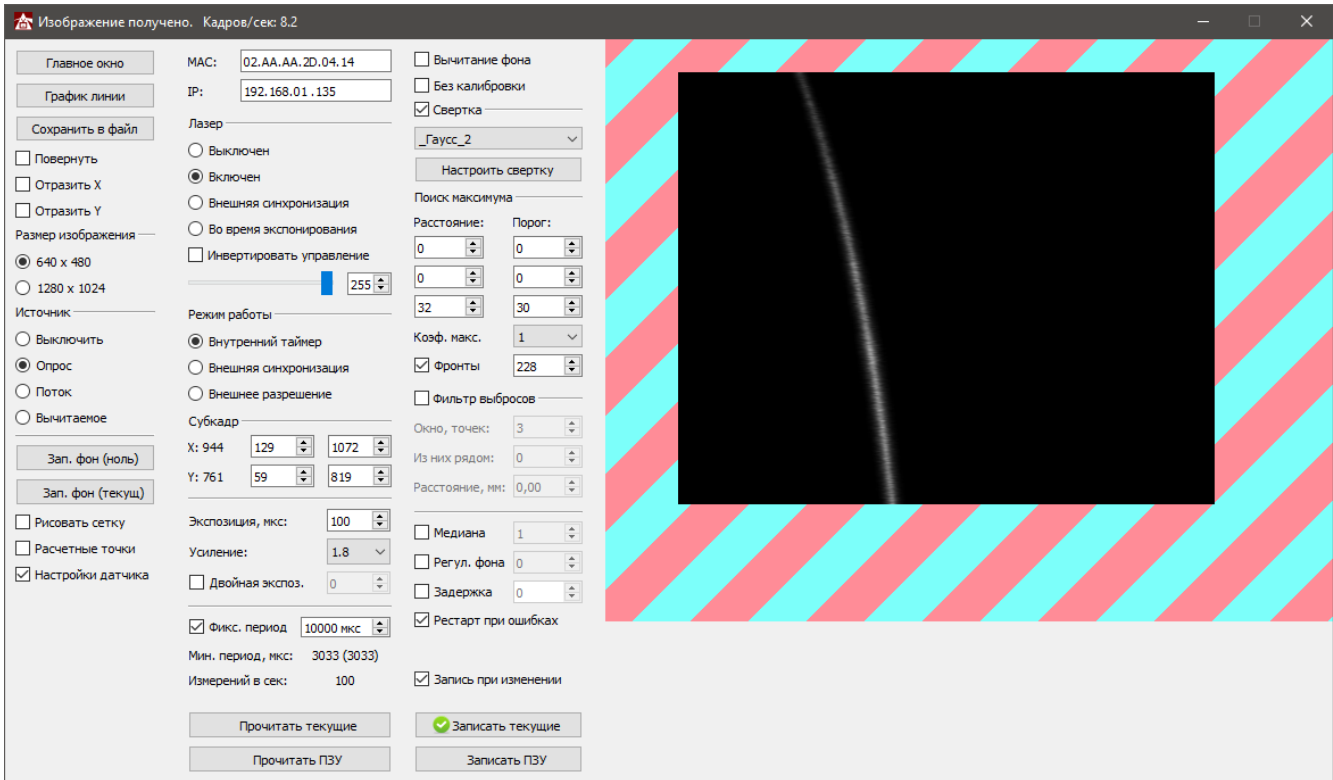 Изображение получено. Кадров/сек: 8.2
Главное окно
График линии
Сохранить в файл
Повернуть
Отразить X
Отразить Y
Размер изображения
640 x 480
1280 x 1024
Источник
Выключить
Опрос
Поток
Вычитаемое
Зап. фон (ноль)
Зап. фон (текущ)
Рисовать сетку
Расчетные точки
Настройки датчика
MAC: 02.AA.AA.2D.04.14
IP: 192.168.01.135
Лазер
Выключен
Включен
Внешняя синхронизация
Во время экспонирования
Инвертировать управление
255
Режим работы
Внутренний таймер
Внешняя синхронизация
Внешнее разрешение
Субкадр
X: 944 129 1072
Y: 761 59 819
Экспозиция, мкс: 100
Усиление: 1.8
Двойная экспоз. 0
Фикс. период 10000 мкс
Мин. период, мкс: 3033 (3033)
Измерений в сек: 100
Прочитать текущие
Прочитать ПЗУ
Вычитание фона
Без калибровки
Свертка
_Гаусс_2
Настроить свертку
Поиск максимума
Расстояние: Порог:
0 0
0 0
32 30
Коэф. макс. 1
Фронты 228
Фильтр выбросов
Окно, точек: 3
Из них рядом: 0
Расстояние, мм: 0,00
Медиана 1
Регул. фона 0
Задержка 0
Рестарт при ошибках
Запись при изменении
Записать текущие
Записать ПЗУ